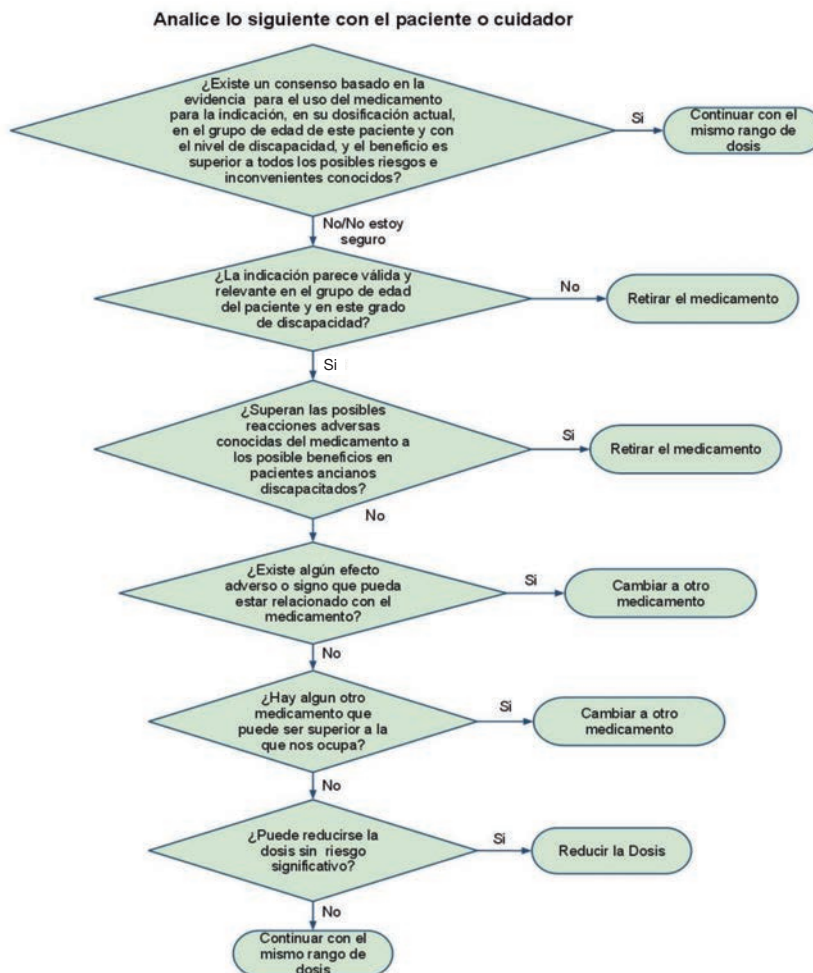 Analice lo siguiente con el paciente o cuidador
¿Existe un consenso basado en la
evidencia para el uso del medicamento
para la indicación, en su dosificación actual,
en el grupo de edad de este paciente y con
el nivel de discapacidad, y el beneficio es
superior a todos los posibles riesgos e
inconvenientes conocidos?
Si
Continuar con el
mismo rango de
dosis
No/No estoy
seguro
¿La indicación parece válida y
relevante en el grupo de edad
del paciente y en este grado
de discapacidad?
No
Retirar el medicamento
Si
¿Superan las posibles
reacciones adversas
conocidas del medicamento a
los posible beneficios en
pacientes ancianos
discapacitados?
Si
Retirar el medicamento
No
¿Existe algún efecto
adverso o signo que pueda
estar relacionado con el
medicamento?
Si
Cambiar a otro
medicamento
No
¿Hay algun otro
medicamento que
puede ser superior a la
que nos ocupa?
Si
Cambiar a otro
medicamento
No
¿Puede reducirse la
dosis sin riesgo
significativo?
Si
Reducir la Dosis
No
Continuar con el
mismo rango de
dosis